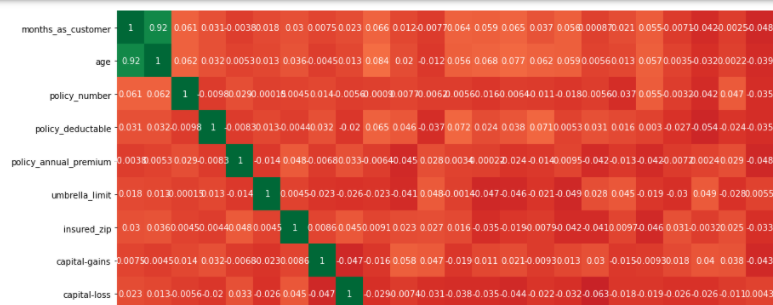 months_as_customer 1 0.92 0.061 0.031 -0.0038 0.018 0.03 0.0075 0.023 0.066 0.012 -0.0077 0.064 0.059 0.065 0.037 0.056 0.00087 0.021 0.055 -0.0071 -0.042 -0.0025 -0.048
age 0.92 1 0.062 0.032 0.0053 0.013 0.036 -0.0045 0.013 0.084 0.02 -0.012 0.056 0.068 0.077 0.062 0.059 0.0056 0.013 0.057 0.0035 -0.032 0.0022 -0.039
policy_number 0.061 0.062 1 -0.0098 0.029 0.00015 0.0045 0.014 -0.0056 -0.0009 0.0077 -0.0062 0.0056 -0.016 -0.0064 -0.011 -0.018 0.0056 -0.037 0.055 -0.0032 -0.042 0.047 -0.035
policy_deductable 0.031 0.032 -0.0098 1 -0.0083 0.013 -0.0044 0.032 -0.02 0.065 0.046 -0.037 0.072 0.024 0.038 0.071 0.0053 0.031 0.016 0.003 -0.027 -0.054 -0.024 -0.035
policy_annual_premium -0.0038 0.0053 0.029 -0.0083 1 -0.014 0.048 -0.0068 0.033 -0.0064 -0.045 0.028 0.0034 -0.00022 -0.024 -0.014 -0.0095 -0.042 -0.013 -0.042 -0.0072 0.0024 0.029 -0.048
umbrella_limit 0.018 0.013 0.00015 0.013 -0.014 1 0.0045 -0.023 -0.026 -0.023 -0.041 0.048 -0.0014 -0.047 -0.046 -0.021 -0.049 0.028 0.045 -0.019 -0.03 0.049 -0.028 0.0055
insured_zip 0.03 0.036 0.0045 -0.0044 0.048 0.0045 1 0.0086 0.045 0.0091 0.023 0.027 0.016 -0.035 -0.019 -0.0079 -0.042 -0.041 0.0097 -0.046 0.031 -0.0032 0.025 -0.033
capital-gains 0.0075 -0.0045 0.014 0.032 -0.0068 -0.023 0.0086 1 -0.047 -0.016 0.058 0.047 -0.019 0.011 0.021 -0.0093 0.013 0.03 -0.015 0.0093 0.018 0.04 0.038 -0.043
capital-loss 0.023 0.013 -0.0056 -0.02 0.033 -0.026 0.045 -0.047 1 -0.029 -0.0074 -0.031 -0.038 -0.035 -0.044 -0.022 -0.032 -0.063 -0.018 -0.019 -0.026 -0.026 -0.011 0.0043